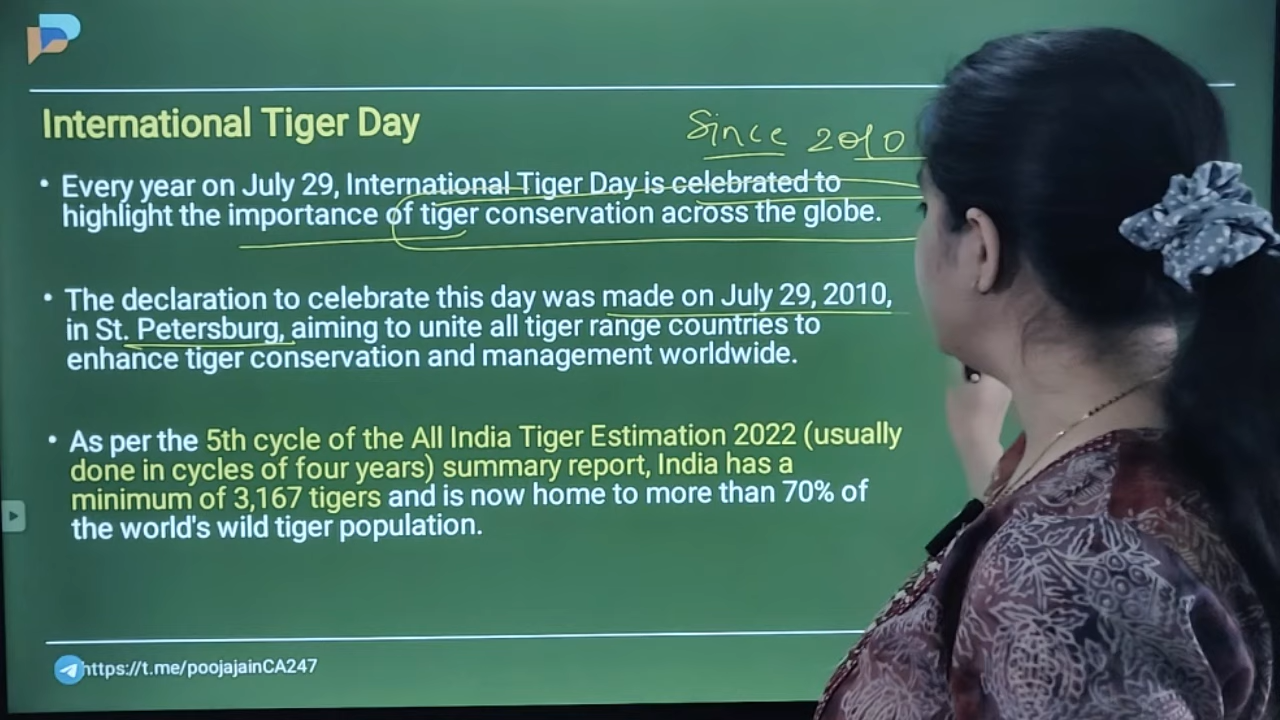 International Tiger Day
Since 2010
• Every year on July 29, International Tiger Day is celebrated to
highlight the importance of tiger conservation across the globe.
• The declaration to celebrate this day was made on July 29, 2010,
in St. Petersburg, aiming to unite all tiger range countries to
enhance tiger conservation and management worldwide.
• As per the 5th cycle of the All India Tiger Estimation 2022 (usually
done in cycles of four years) summary report, India has a
minimum of 3,167 tigers and is now home to more than 70% of
the world's wild tiger population.
https://t.me/poojajainCA247